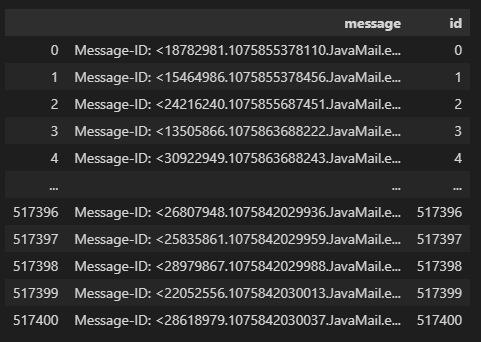 message id
0 Message-ID: <18782981.1075855378110.JavaMail.e... 0
1 Message-ID: <15464986.1075855378456.JavaMail.e... 1
2 Message-ID: <24216240.1075855687451.JavaMail.e... 2
3 Message-ID: <13505866.1075863688222.JavaMail.e... 3
4 Message-ID: <30922949.1075863688243.JavaMail.e... 4
... ... ...
517396 Message-ID: <26807948.1075842029936.JavaMail.e... 517396
517397 Message-ID: <25835861.1075842029959.JavaMail.e... 517397
517398 Message-ID: <28979867.1075842029988.JavaMail.e... 517398
517399 Message-ID: <22052556.1075842030013.JavaMail.e... 517399
517400 Message-ID: <28618979.1075842030037.JavaMail.e... 517400